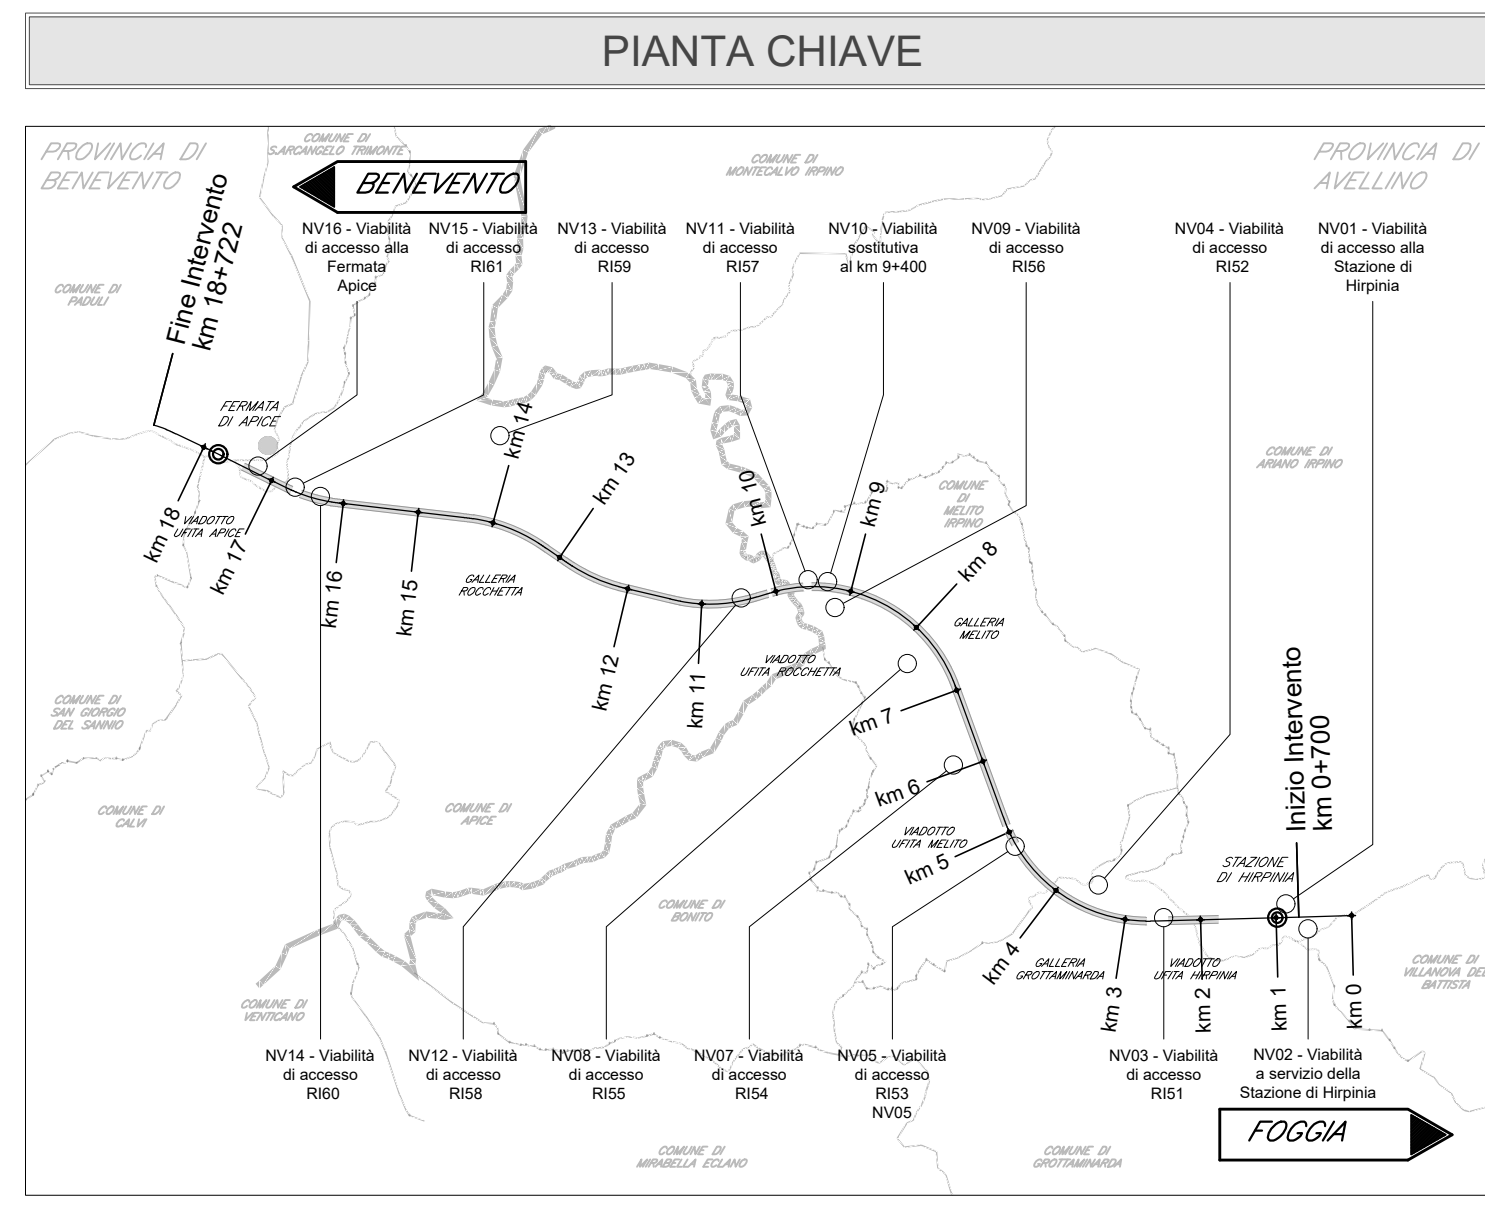 PIANTA CHIAVE
PROVINCIA DI
BENEVENTO
COMUNE DI
S.ARCANGELO TRIMONTE
BENEVENTO
COMUNE DI
MONTECALVO IRPINO
PROVINCIA DI
AVELLINO
Fine Intervento
km 18+722
NV16 - Viabilità
di accesso alla
Fermata
Apice
NV15 - Viabilità
di accesso
RI61
NV13 - Viabilità
di accesso
RI59
NV11 - Viabilità
di accesso
RI57
NV10 - Viabilità
sostitutiva
al km 9+400
NV09 - Viabilità
di accesso
RI56
NV04 - Viabilità
di accesso
RI52
NV01 - Viabilità
di accesso alla
Stazione di
Hirpinia
COMUNE DI
PADULI
FERMATA
DI APICE
COMUNE DI
ARIANO IRPINO
COMUNE
DI
MELITO
IRPINO
km 18
VIADOTTO
UFITA APICE
km 17
km 16
km 15
km 14
km 13
km 12
km 11
km 10
km 9
km 8
GALLERIA
ROCCHETTA
GALLERIA
MELITO
VIADOTTO
UFITA ROCCHETTA
km 7
km 6
VIADOTTO
UFITA MELITO
km 5
Inizio Intervento
km 0+700
STAZIONE
DI HIRPINIA
COMUNE DI
SAN GIORGIO
DEL SANNIO
COMUNE DI
CALVI
COMUNE DI
APICE
COMUNE DI
BONITO
km 4
GALLERIA
GROTTAMINARDA
km 3
VIADOTTO
UFITA HIRPINIA
km 2
km 1
km 0
COMUNE DI
VILLANOVA DEL
BATTISTA
COMUNE DI
VENTICANO
NV14 - Viabilità
di accesso
RI60
NV12 - Viabilità
di accesso
RI58
NV08 - Viabilità
di accesso
RI55
NV07 - Viabilità
di accesso
RI54
NV05 - Viabilità
di accesso
RI53
NV05
NV03 - Viabilità
di accesso
RI51
NV02 - Viabilità
a servizio della
Stazione di Hirpinia
FOGGIA
COMUNE DI
MIRABELLA ECLANO
COMUNE DI
GROTTAMINARDA